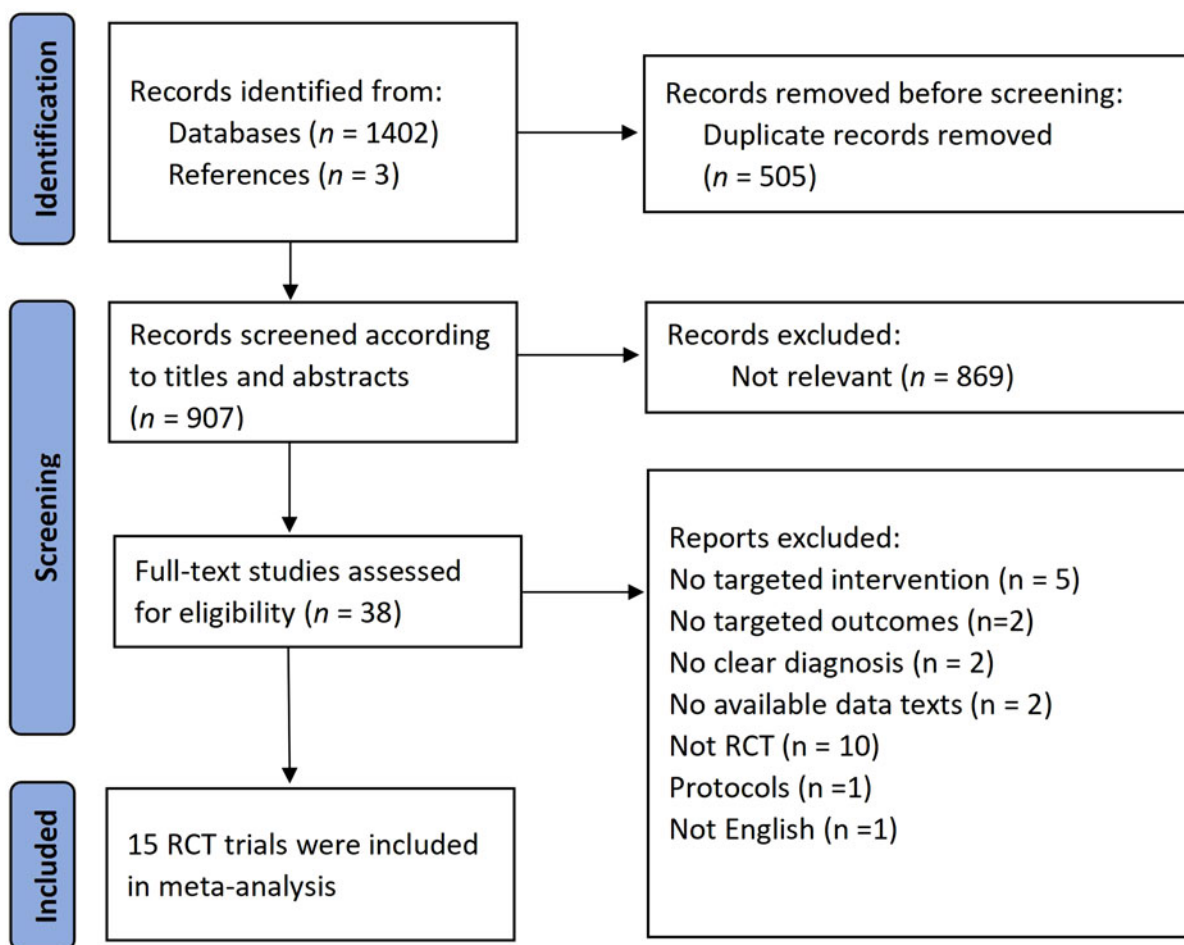 Identification
Records identified from:
Databases (n = 1402)
References (n = 3)
Records removed before screening:
Duplicate records removed
(n = 505)
Screening
Records screened according
to titles and abstracts
(n = 907)
Records excluded:
Not relevant (n = 869)
Full-text studies assessed
for eligibility (n = 38)
Reports excluded:
No targeted intervention (n = 5)
No targeted outcomes (n=2)
No clear diagnosis (n = 2)
No available data texts (n = 2)
Not RCT (n = 10)
Protocols (n =1)
Not English (n =1)
Included
15 RCT trials were included
in meta-analysis